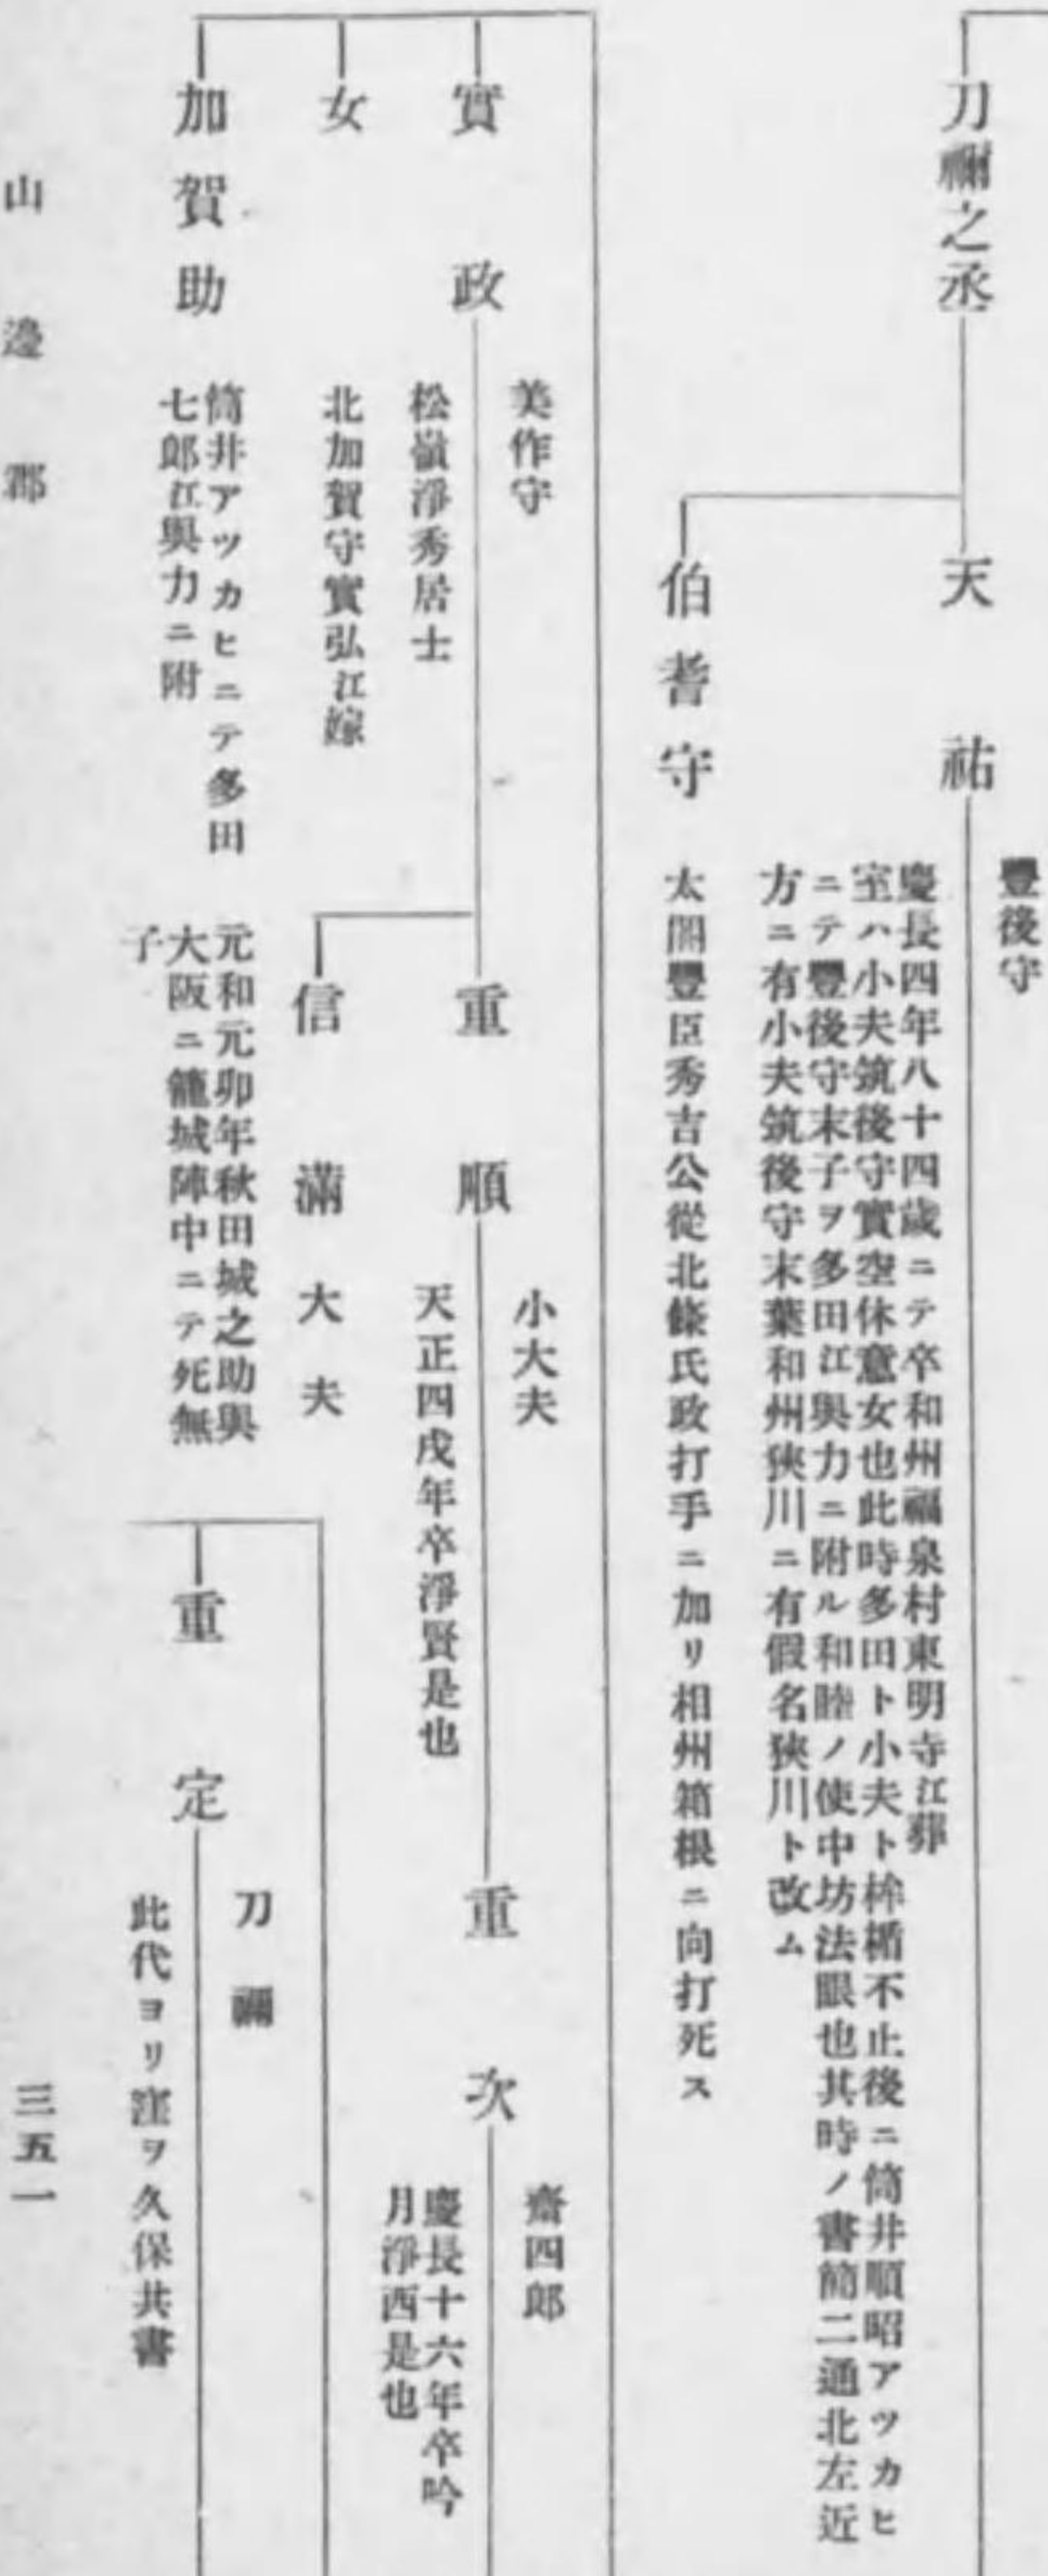 刀禰之丞
天祐
豐後守
慶長四年八十四歲ニテ卒和州福泉村東明寺江葬
室ハ小夫筑後守實空休意女也此時多田ト小夫ト桙楯不止後ニ筒井順昭アツカヒ
ニテ豐後守末子ヲ多田江與力ニ附ル和睦ノ使中坊法眼也其時ノ書簡二通北左近
方ニ有小夫筑後守末葉和州狹川ニ有假名狹川ト改ム
伯耆守
太閤豐臣秀吉公從北條氏政打手ニ加リ相州箱根ニ向打死ス
實政
美作守
松嶺淨秀居士
重順
小大夫
天正四戌年卒淨賢是也
重次
齋四郎
慶長十六年卒吟
月淨西是也
女
北加賀守實弘江嫁
信滿大夫
元和元卯年秋田城之助與
大阪ニ籠城陣中ニテ死無
子
加賀助
筒井アツカヒニテ多田
七郎江與力ニ附
重定
刀禰
此代ヨリ窪ヲ久保共書
山邊郡
三五一